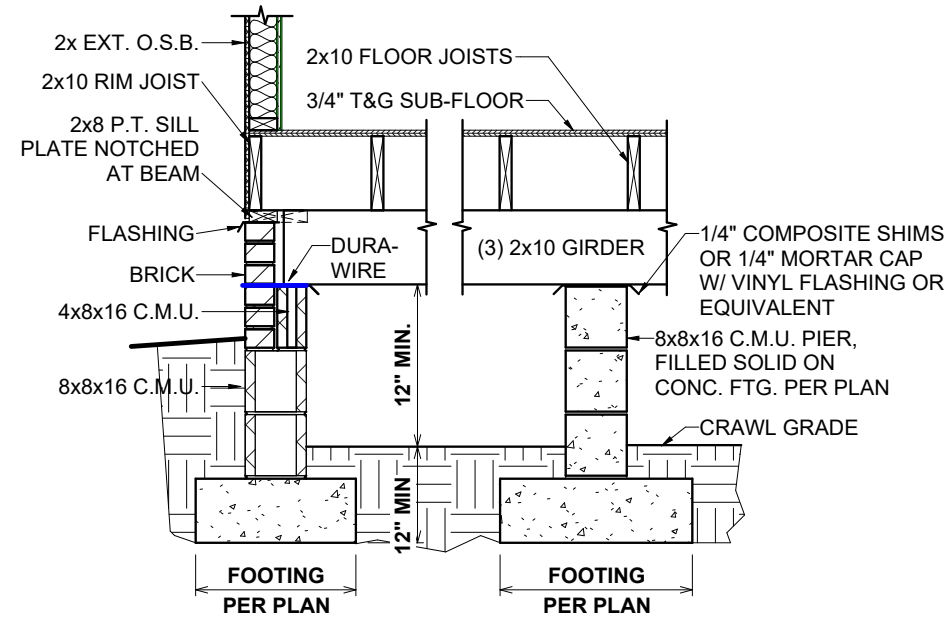 2x EXT. O.S.B.
2x10 RIM JOIST
2x8 P.T. SILL
PLATE NOTCHED
AT BEAM
FLASHING
BRICK
4x8x16 C.M.U.
8x8x16 C.M.U.
2x10 FLOOR JOISTS
3/4" T&G SUB-FLOOR
DURA-
WIRE
(3) 2x10 GIRDER
1/4" COMPOSITE SHIMS
OR 1/4" MORTAR CAP
W/ VINYL FLASHING OR
EQUIVALENT
8x8x16 C.M.U. PIER,
FILLED SOLID ON
CONC. FTG. PER PLAN
CRAWL GRADE
12" MIN.
12" MIN
FOOTING
PER PLAN
FOOTING
PER PLAN